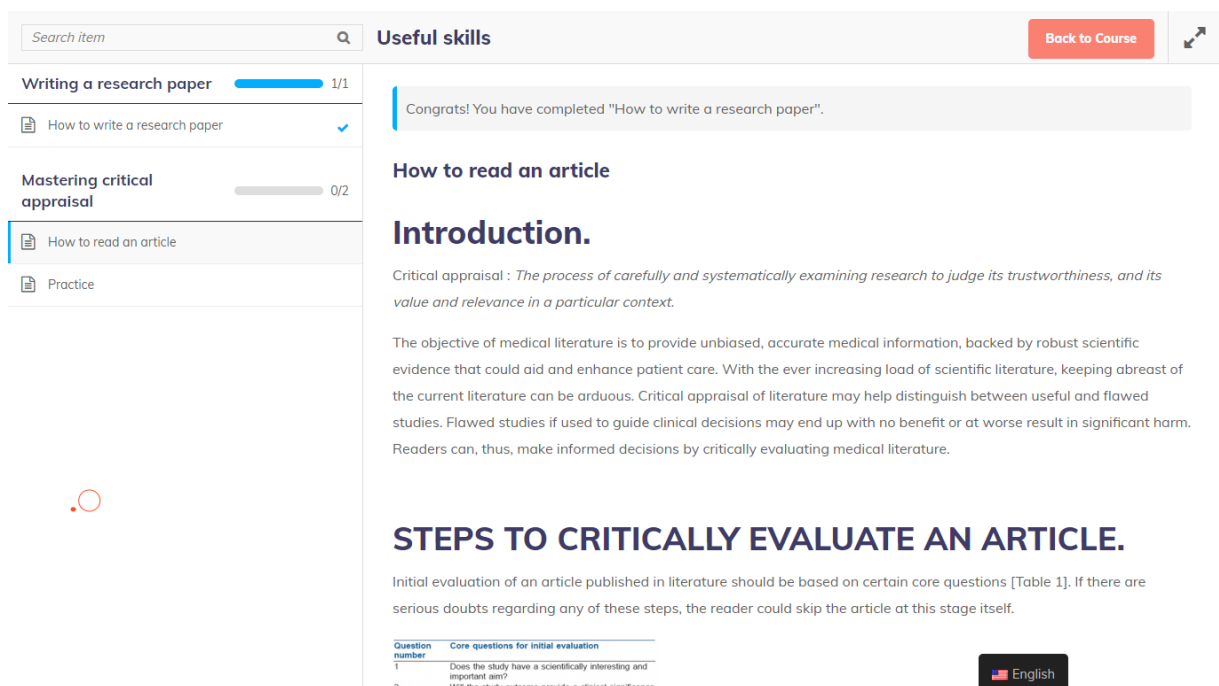 Search item
Useful skills
Back to Course
Writing a research paper
1/1
How to write a research paper
Mastering critical
appraisal
0/2
How to read an article
Practice
Congrats! You have completed "How to write a research paper".
How to read an article
Introduction.
Critical appraisal : The process of carefully and systematically examining research to judge its trustworthiness, and its
value and relevance in a particular context.
The objective of medical literature is to provide unbiased, accurate medical information, backed by robust scientific
evidence that could aid and enhance patient care. With the ever increasing load of scientific literature, keeping abreast of
the current literature can be arduous. Critical appraisal of literature may help distinguish between useful and flawed
studies. Flawed studies if used to guide clinical decisions may end up with no benefit or at worse result in significant harm.
Readers can, thus, make informed decisions by critically evaluating medical literature.
STEPS TO CRITICALLY EVALUATE AN ARTICLE.
Initial evaluation of an article published in literature should be based on certain core questions [Table 1]. If there are
serious doubts regarding any of these steps, the reader could skip the article at this stage itself.
Question
number
Core questions for initial evaluation
1
Does the study have a scientifically interesting and
important aim?
English